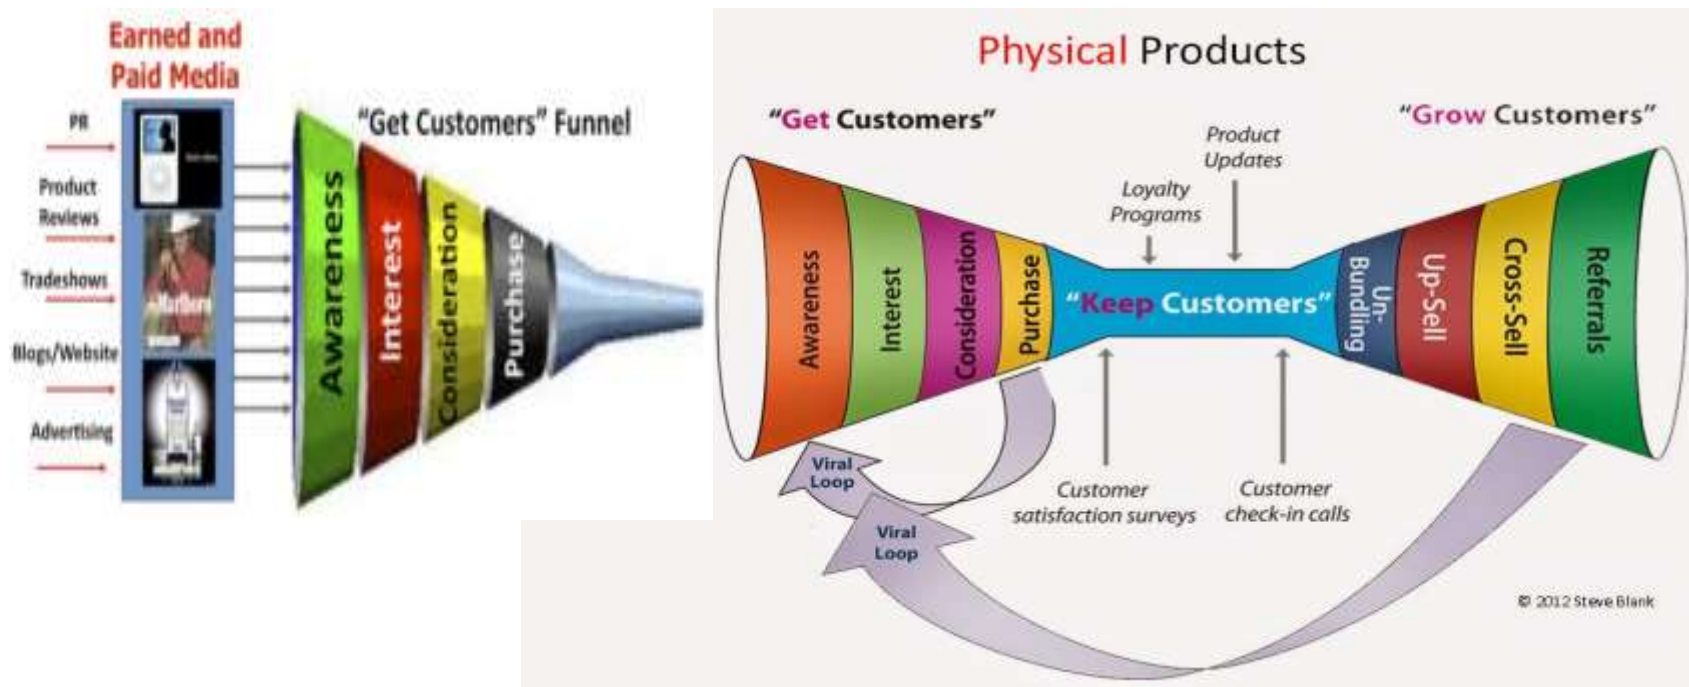 Earned and
Paid Media
PR
Product
Reviews
Tradeshows
Blogs/Website
Advertising
Marlboro
"Get Customers" Funnel
Awareness
Interest
Consideration
Purchase
Physical Products
"Get Customers"
"Grow Customers"
Product
Updates
Loyalty
Programs
Awareness
Interest
Consideration
Purchase
"Keep Customers"
Un-
Bundling
Up-Sell
Cross-Sell
Referrals
Viral
Loop
Customer
satisfaction surveys
Customer
check-in calls
Viral
Loop
© 2012 Steve Blank